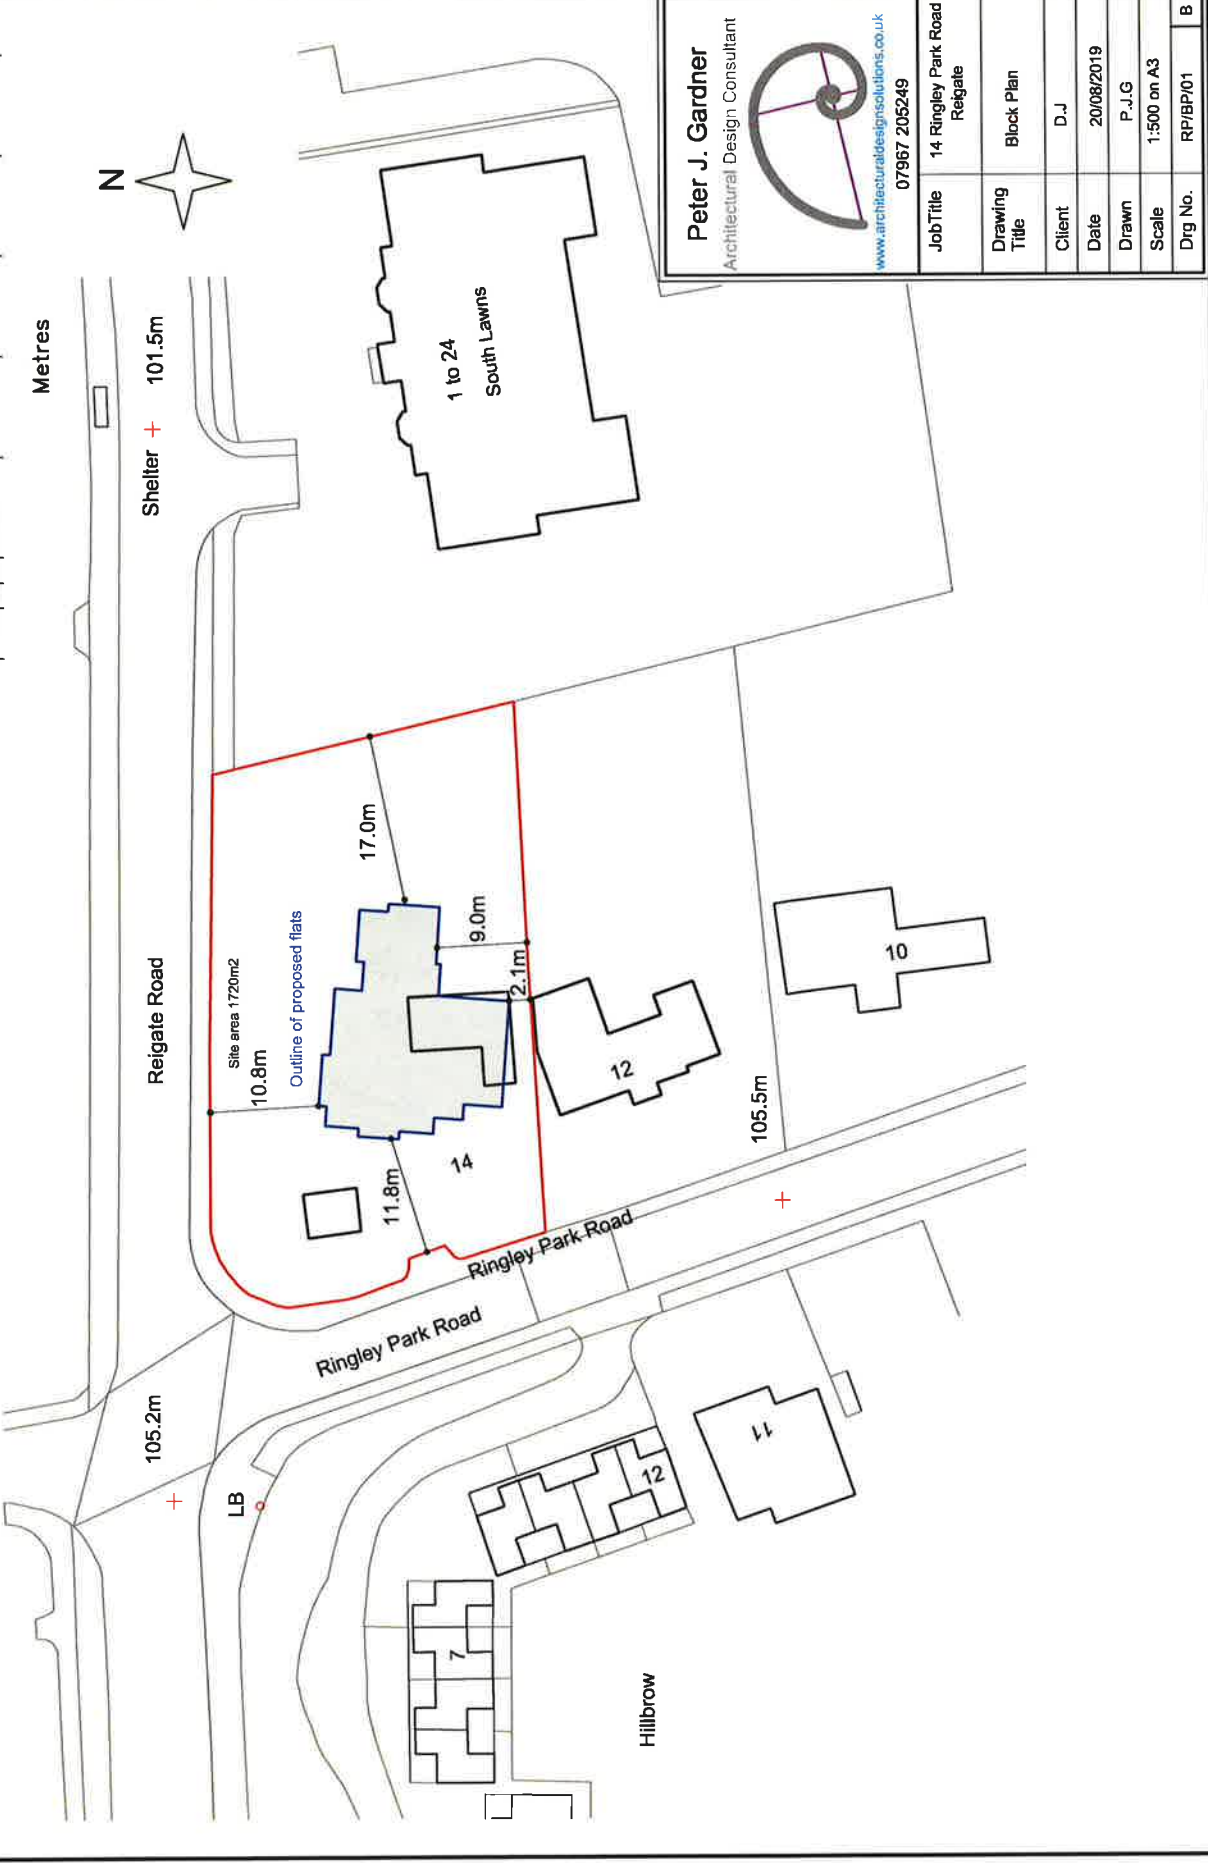 Metres
N
Shelter
101.5m
Reigate Road
105.2m
LB
Site area 1720m2
Outline of proposed flats
10.8m
17.0m
9.0m
2.1m
11.8m
14
12
10
105.5m
Ringley Park Road
Ringley Park Road
1 to 24
South Lawns
7
12
11
Hillbrow
Peter J. Gardner
Architectural Design Consultant
www.architecturaldesignsolutions.co.uk
07967 205249
JobTitle 14 Ringley Park Road
Reigate
Drawing Title Block Plan
Client D.J
Date 20/08/2019
Drawn P.J.G
Scale 1:500 on A3
Drg No. RP/BP/01 B